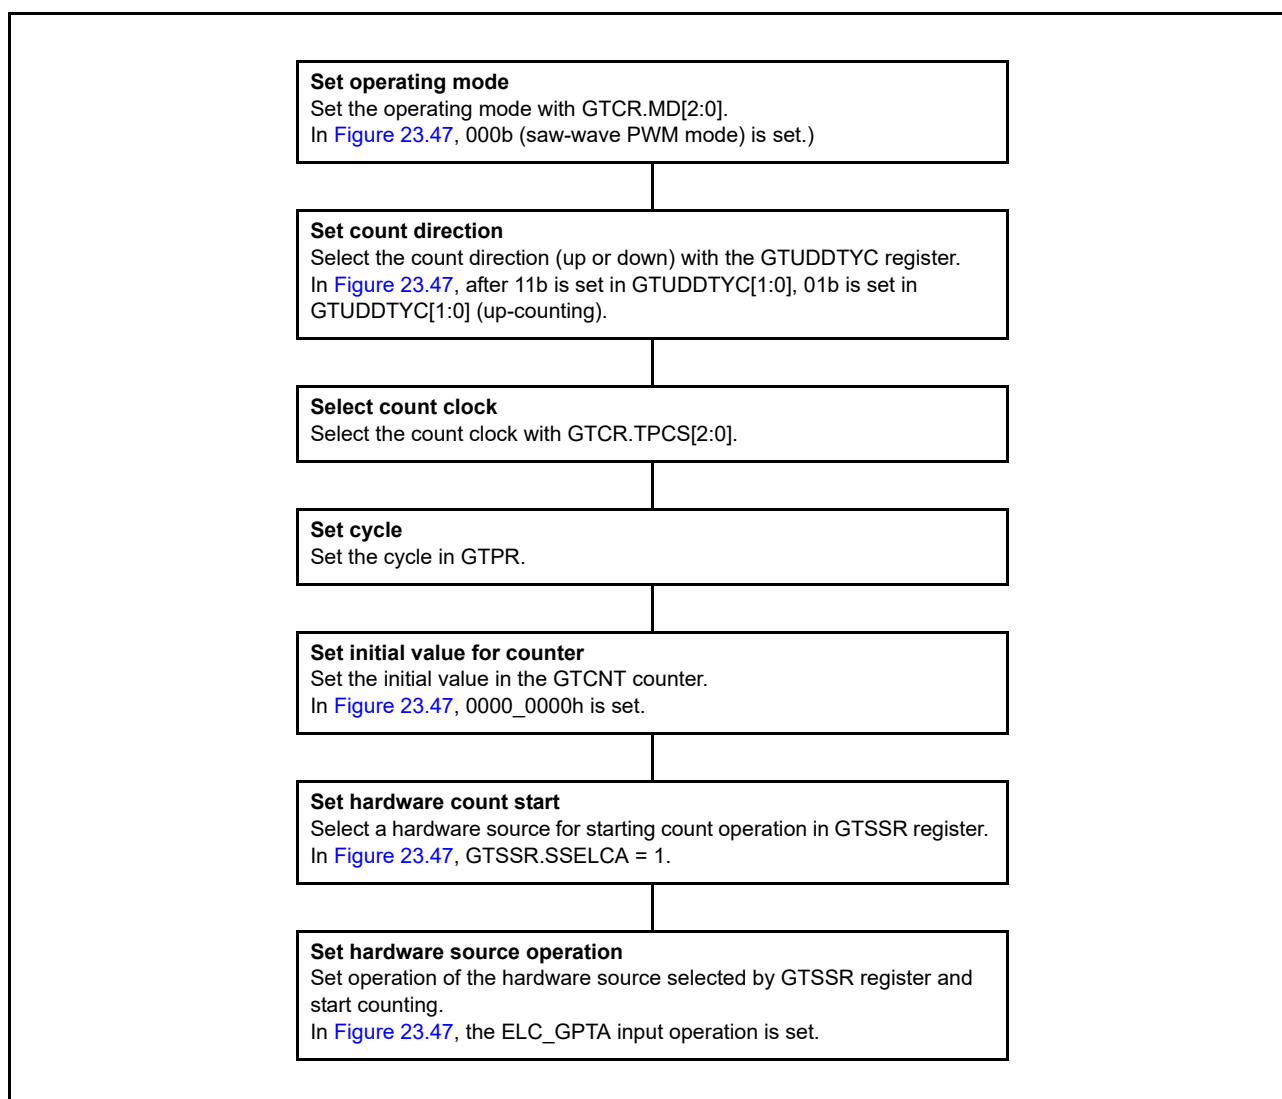 Set operating mode
Set the operating mode with GTCR.MD[2:0].
In Figure 23.47, 000b (saw-wave PWM mode) is set.)
Set count direction
Select the count direction (up or down) with the GTUDDTYC register.
In Figure 23.47, after 11b is set in GTUDDTYC[1:0], 01b is set in
GTUDDTYC[1:0] (up-counting).
Select count clock
Select the count clock with GTCR.TPCS[2:0].
Set cycle
Set the cycle in GTPR.
Set initial value for counter
Set the initial value in the GTCNT counter.
In Figure 23.47, 0000_0000h is set.
Set hardware count start
Select a hardware source for starting count operation in GTSSR register.
In Figure 23.47, GTSSR.SSELCA = 1.
Set hardware source operation
Set operation of the hardware source selected by GTSSR register and
start counting.
In Figure 23.47, the ELC_GPTA input operation is set.